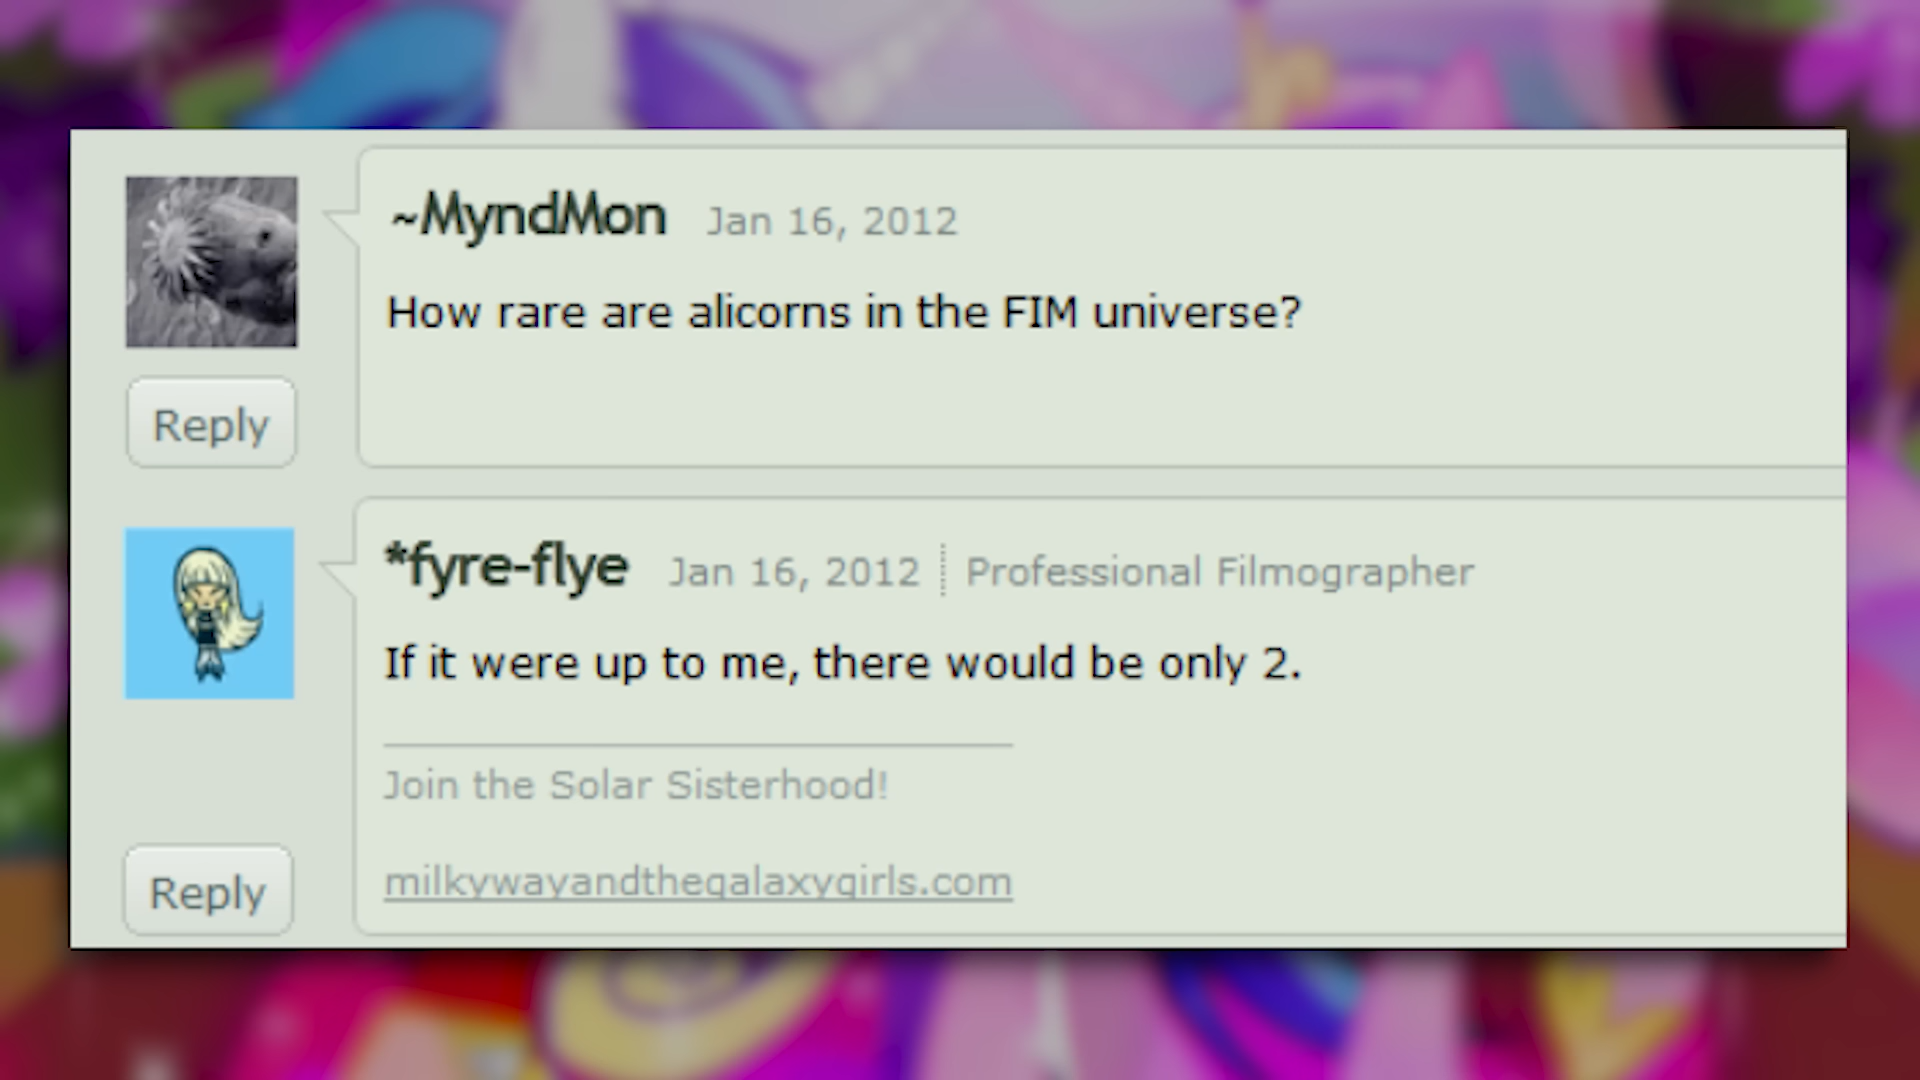 ~MyndMon Jan 16, 2012
How rare are alicorns in the FIM universe?
Reply
*fyre-flye Jan 16, 2012 Professional Filmographer
If it were up to me, there would be only 2.
Join the Solar Sisterhood!
milkywayandthegalaxygirls.com
Reply